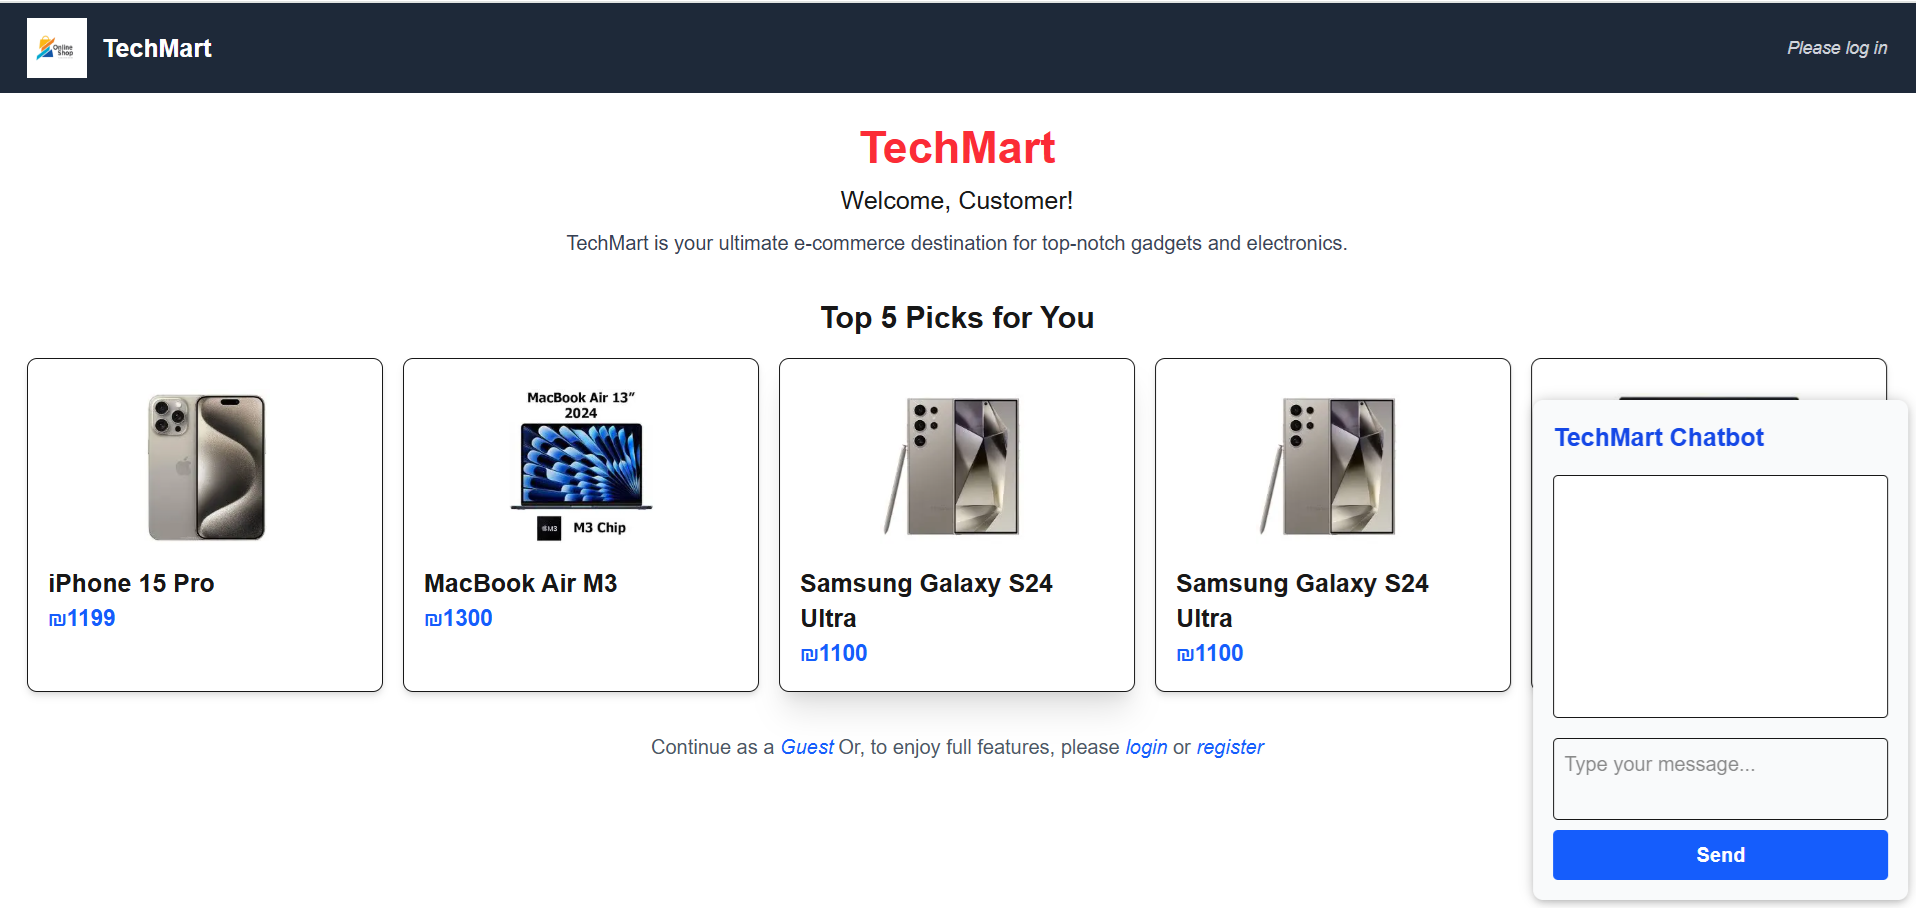 Online
Shop
TechMart
Please log in
TechMart
Welcome, Customer!
TechMart is your ultimate e-commerce destination for top-notch gadgets and electronics.
Top 5 Picks for You
MacBook Air 13”
2024
M3
M3 Chip
iPhone 15 Pro
₪1199
MacBook Air M3
₪1300
Samsung Galaxy S24
Ultra
₪1100
Samsung Galaxy S24
Ultra
₪1100
Continue as a Guest Or, to enjoy full features, please login or register
TechMart Chatbot
Type your message...
Send